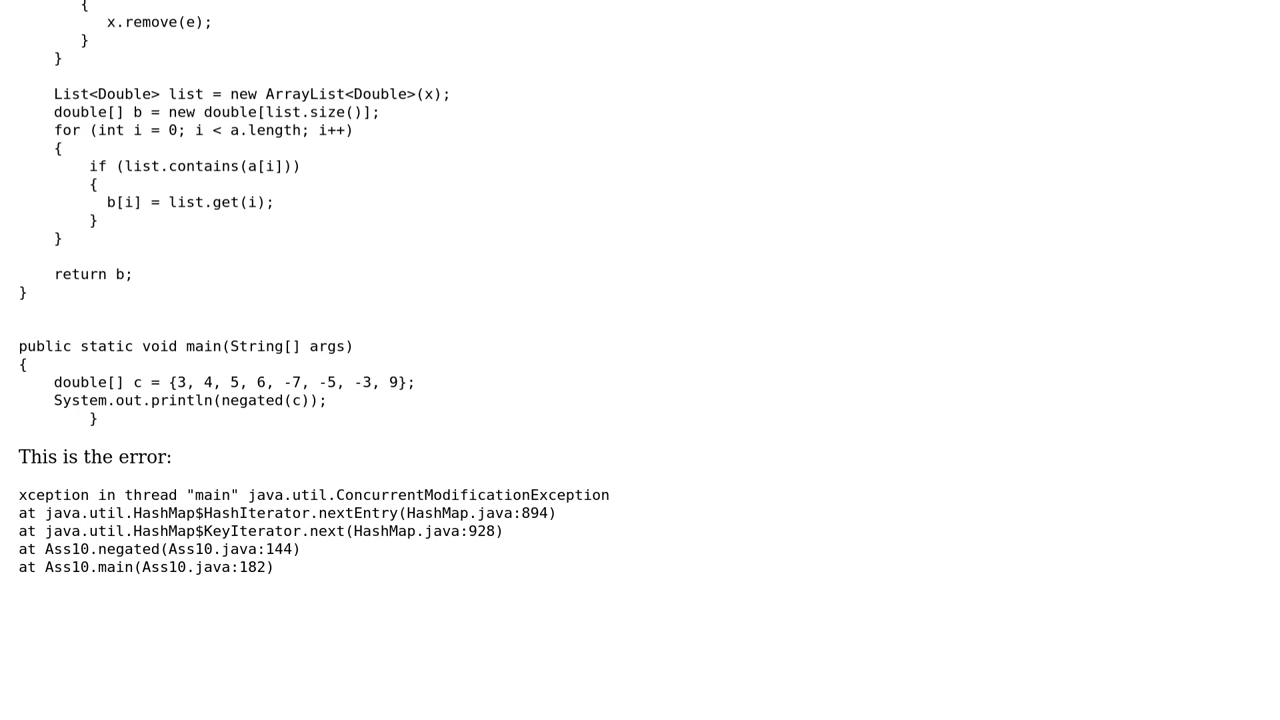 {
x.remove(e);
}
}
List<Double> list = new ArrayList<Double>(x);
double[] b = new double[list.size()];
for (int i = 0; i < a.length; i++)
{
if (list.contains(a[i]))
{
b[i] = list.get(i);
}
}
return b;
}
public static void main(String[] args)
{
double[] c = {3, 4, 5, 6, -7, -5, -3, 9};
System.out.println(negated(c));
}
This is the error:
xception in thread "main" java.util.ConcurrentModificationException
at java.util.HashMap$HashIterator.nextEntry(HashMap.java:894)
at java.util.HashMap$KeyIterator.next(HashMap.java:928)
at Ass10.negated(Ass10.java:144)
at Ass10.main(Ass10.java:182)